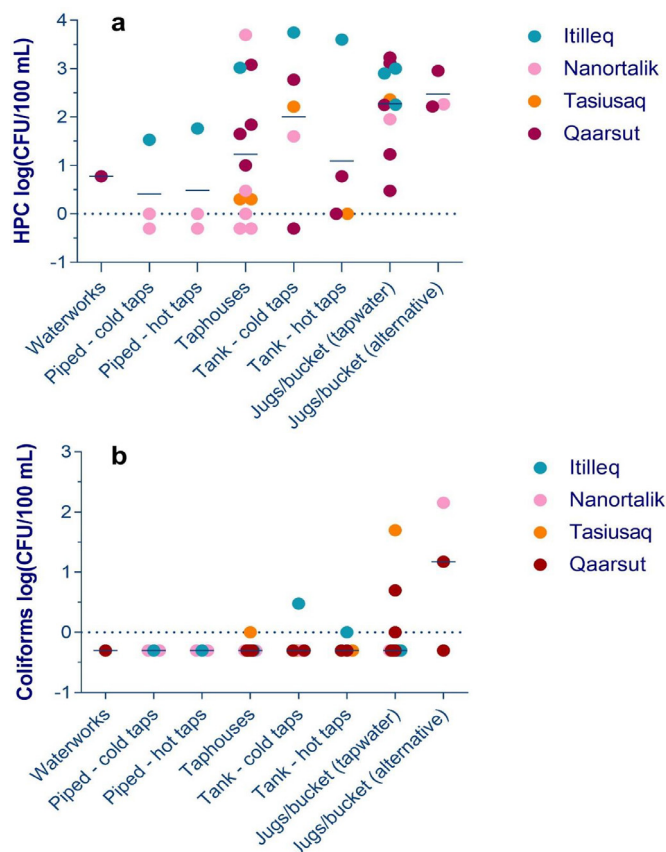 a
HPC log(CFU/100 mL)
4
3
2
1
0
-1
Waterworks
Piped - cold taps
Piped - hot taps
Taphouses
Tank - cold taps
Tank - hot taps
Jugs/bucket (tapwater)
Jugs/bucket (alternative)
Itilleq
Nanortalik
Tasiusaq
Qaarsut
b
Coliforms log(CFU/100 mL)
3
2
1
0
-1
Waterworks
Piped - cold taps
Piped - hot taps
Taphouses
Tank - cold taps
Tank - hot taps
Jugs/bucket (tapwater)
Jugs/bucket (alternative)
Itilleq
Nanortalik
Tasiusaq
Qaarsut